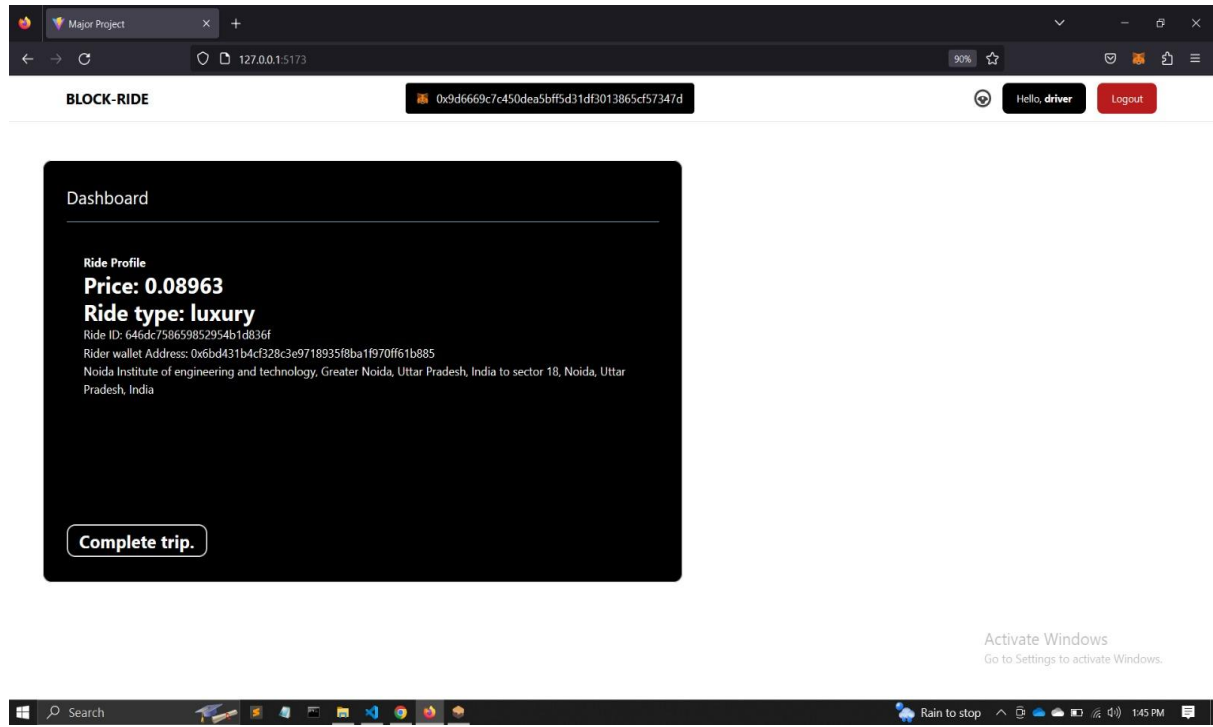 Major Project
127.0.0.1:5173
90%
BLOCK-RIDE
0x9d6669c7c450dea5bff5d31df3013865cf57347d
Hello, driver
Logout
Dashboard
Ride Profile
Price: 0.08963
Ride type: luxury
Ride ID: 646dc758659852954b1d836f
Rider wallet Address: 0x6bd431b4cf328c3e9718935f8ba1f970ff61b885
Noida Institute of engineering and technology, Greater Noida, Uttar Pradesh, India to sector 18, Noida, Uttar
Pradesh, India
Complete trip.
Activate Windows
Go to Settings to activate Windows.
Search
Rain to stop
1:45 PM